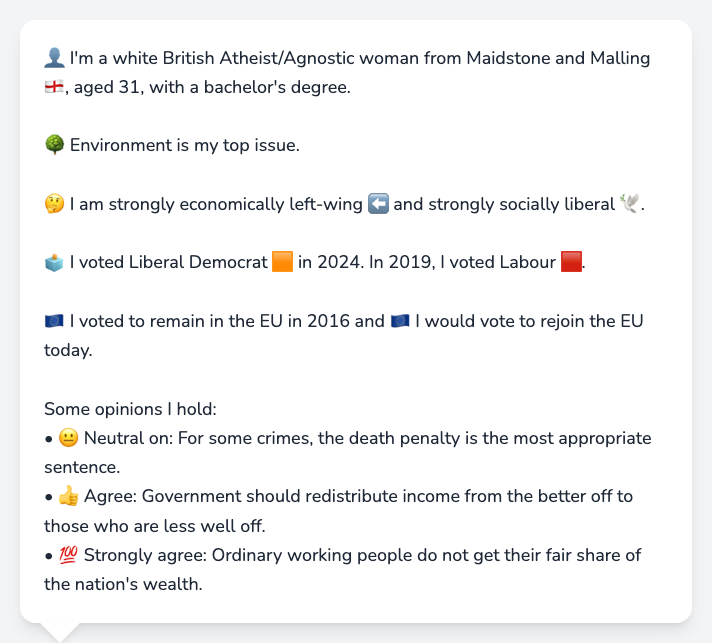 👤 I'm a white British Atheist/Agnostic woman from Maidstone and Malling
🏴󠁧󠁢󠁥󠁮󠁧󠁿, aged 31, with a bachelor's degree.
🌳 Environment is my top issue.
🤔 I am strongly economically left-wing ⬅️ and strongly socially liberal 🕊️.
🗳️ I voted Liberal Democrat 🟧 in 2024. In 2019, I voted Labour 🟥.
🇪🇺 I voted to remain in the EU in 2016 and 🇪🇺 I would vote to rejoin the EU
today.
Some opinions I hold:
• 😐 Neutral on: For some crimes, the death penalty is the most appropriate
sentence.
• 👍 Agree: Government should redistribute income from the better off to
those who are less well off.
• 💯 Strongly agree: Ordinary working people do not get their fair share of
the nation's wealth.